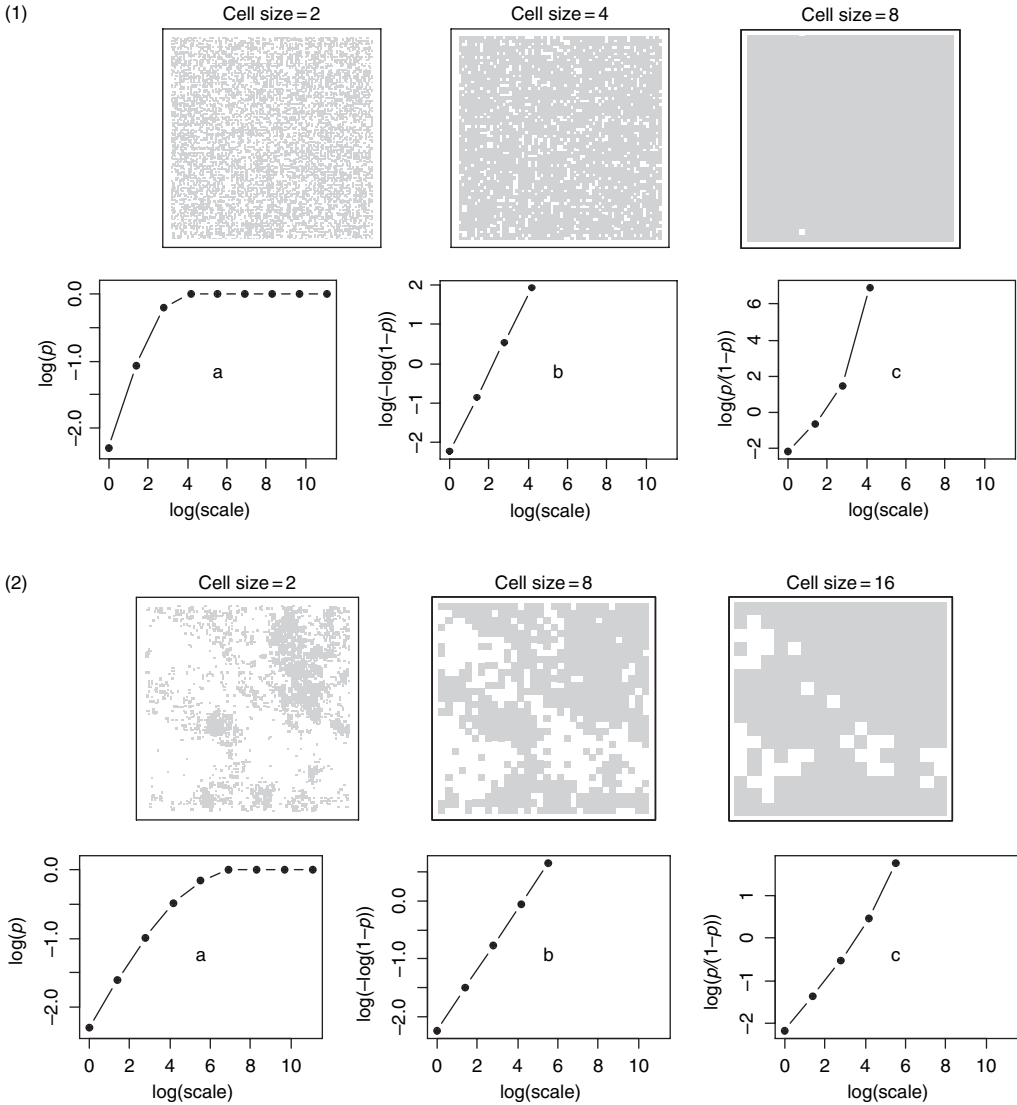 (1)
Cell size=2
Cell size=4
Cell size=8
log(p)
0.0
−1.0
−2.0
a
0 2 4 6 8 10
log(scale)
log(−log(1−p))
2
1
0
−1
−2
b
0 2 4 6 8 10
log(scale)
log(p/(1−p))
6
4
2
0
−2
c
0 2 4 6 8 10
log(scale)
(2)
Cell size=2
Cell size=8
Cell size=16
log(p)
0.0
−1.0
−2.0
a
0 2 4 6 8 10
log(scale)
log(−log(1−p))
0.0
−1.0
−2.0
b
0 2 4 6 8 10
log(scale)
log(p/(1−p))
1
0
−1
−2
c
0 2 4 6 8 10
log(scale)